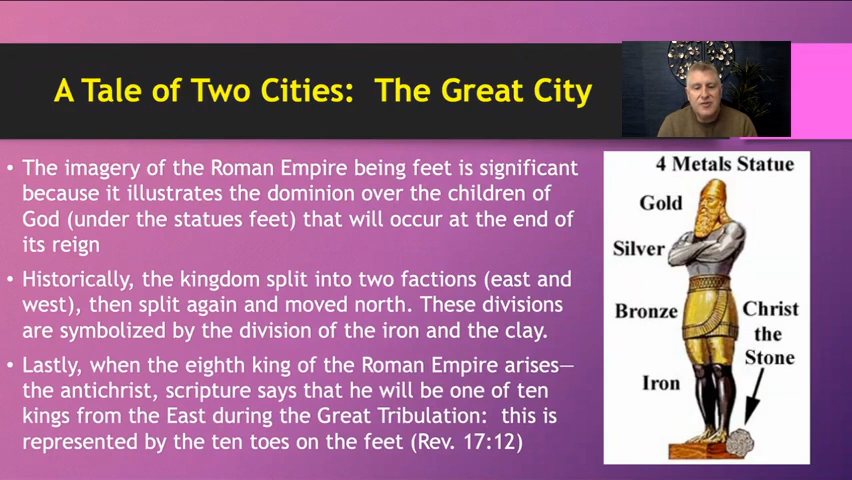 A Tale of Two Cities:  The Great City
• The imagery of the Roman Empire being feet is significant
because it illustrates the dominion over the children of
God (under the statues feet) that will occur at the end of
its reign
• Historically, the kingdom split into two factions (east and
west), then split again and moved north. These divisions
are symbolized by the division of the iron and the clay.
• Lastly, when the eighth king of the Roman Empire arises—
the antichrist, scripture says that he will be one of ten
kings from the East during the Great Tribulation:  this is
represented by the ten toes on the feet (Rev. 17:12)
4 Metals Statue
Gold
Silver
Bronze
Christ
the
Stone
Iron